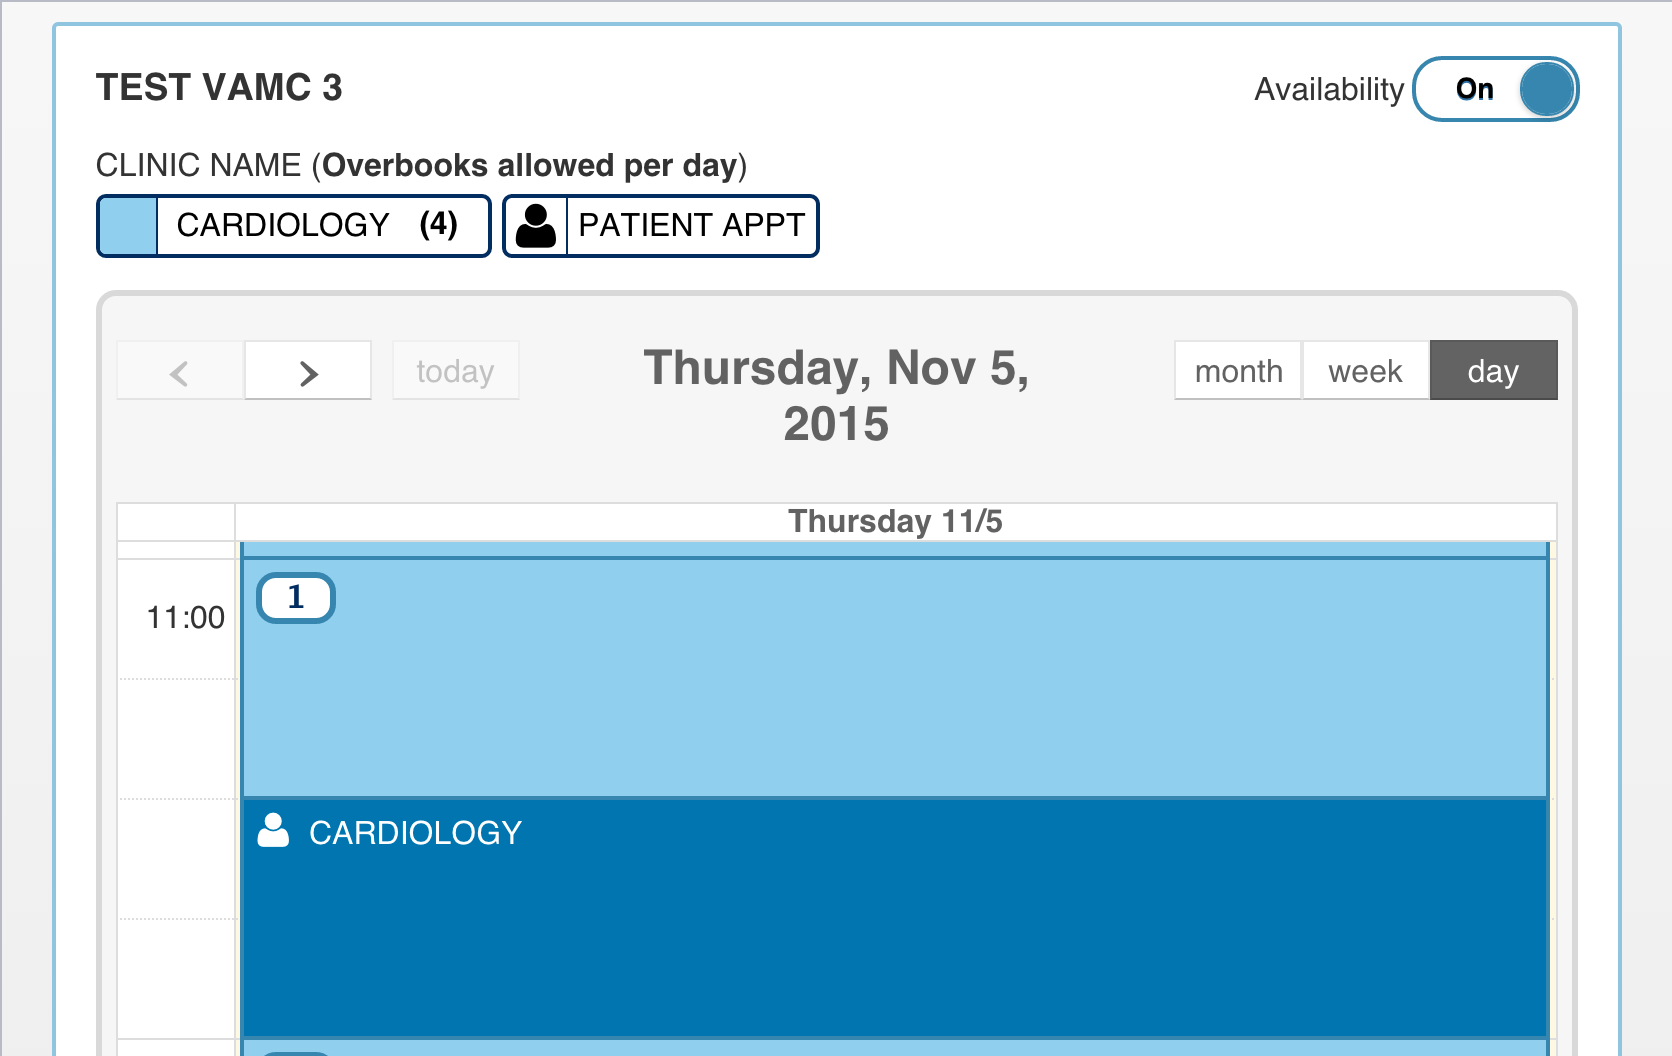 TEST VAMC 3
Availability On
CLINIC NAME (Overbooks allowed per day)
CARDIOLOGY (4) PATIENT APPT
today
Thursday, Nov 5,
2015
month week day
Thursday 11/5
1
11:00
CARDIOLOGY